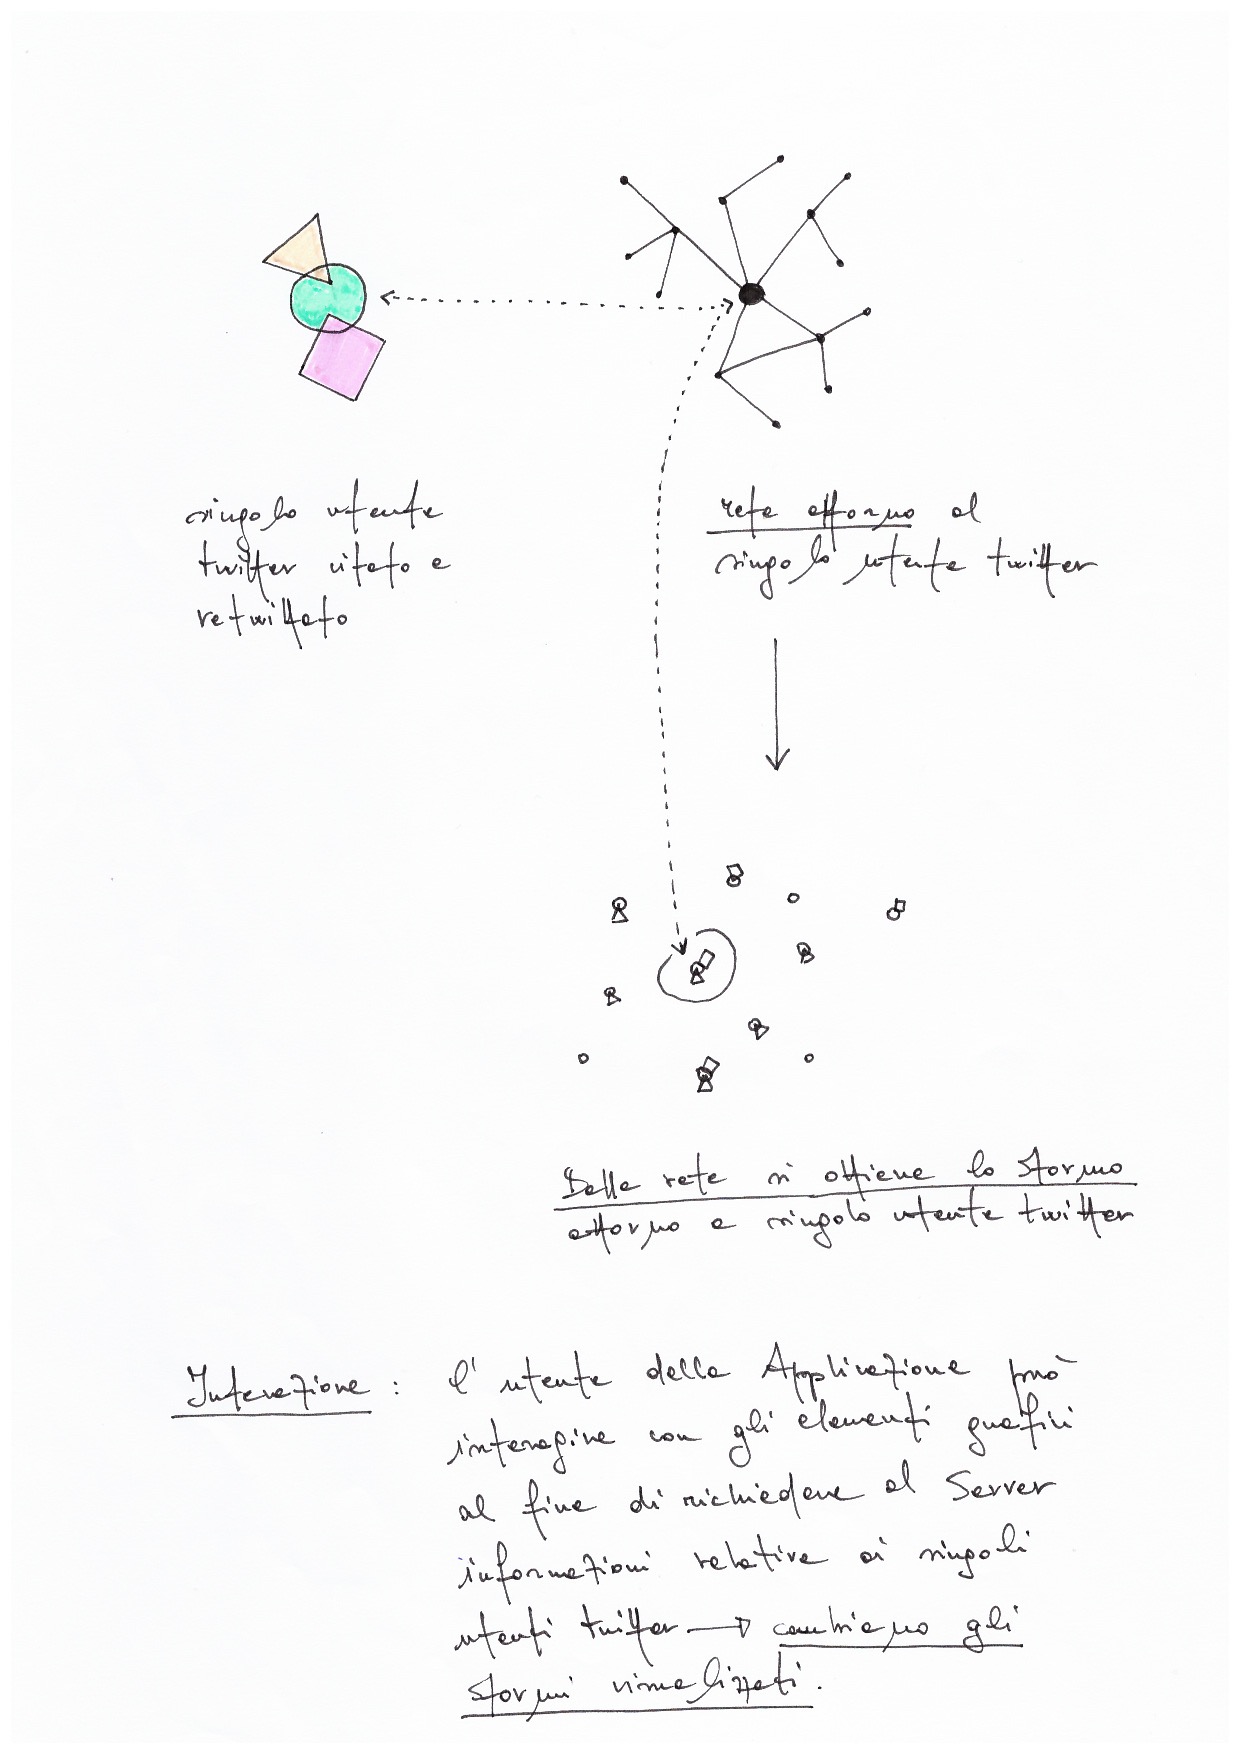 singolo utente
twitter citato e
retwittato
rete attorno al
singolo utente twitter
Dalla rete si ottiene lo stormo
attorno a singolo utente twitter
Interazione : l'utente della Applicazione può
interagire con gli elementi grafici
al fine di richiedere al Server
informazioni relative ai singoli
utenti twitter → cambiano gli
stormi visualizzati.